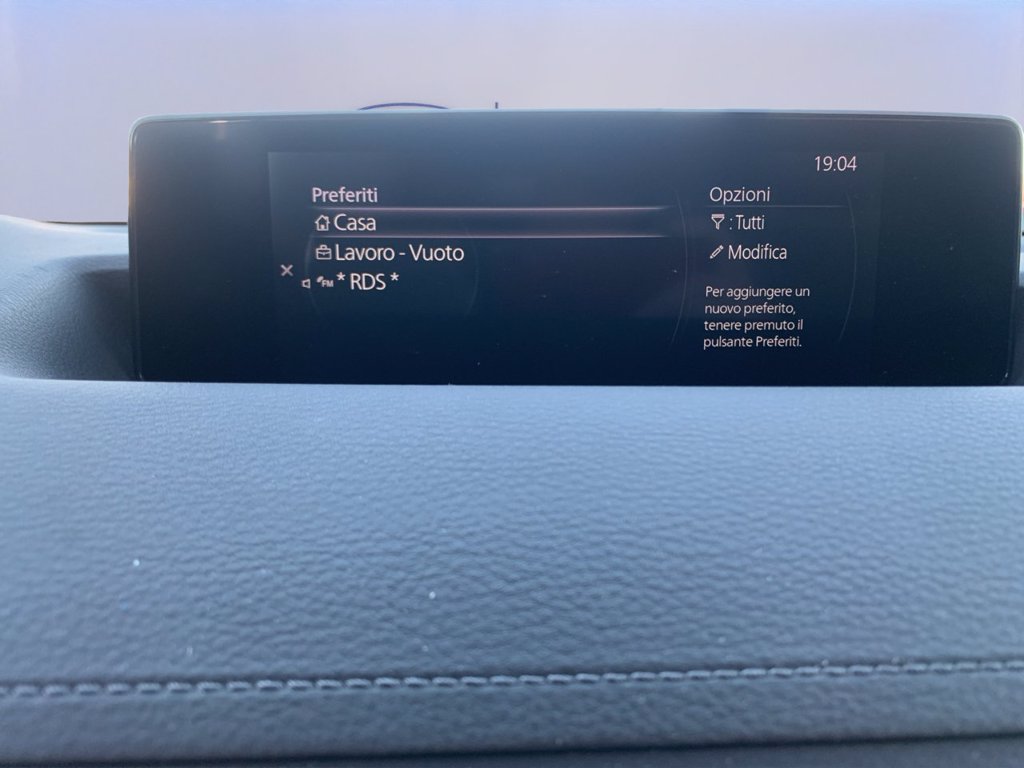 19:04
Preferiti
Casa
Lavoro - Vuoto
FM * RDS *
Opzioni
: Tutti
Modifica
Per aggiungere un
nuovo preferito,
tenere premuto il
pulsante Preferiti.